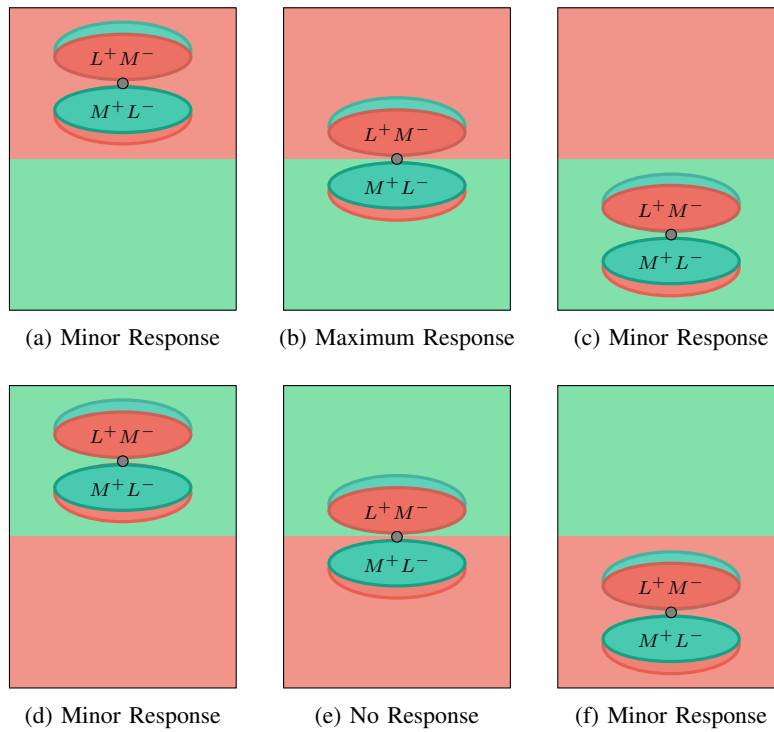 L⁺M⁻
M⁺L⁻
(a) Minor Response
L⁺M⁻
M⁺L⁻
(b) Maximum Response
L⁺M⁻
M⁺L⁻
(c) Minor Response
L⁺M⁻
M⁺L⁻
(d) Minor Response
L⁺M⁻
M⁺L⁻
(e) No Response
L⁺M⁻
M⁺L⁻
(f) Minor Response